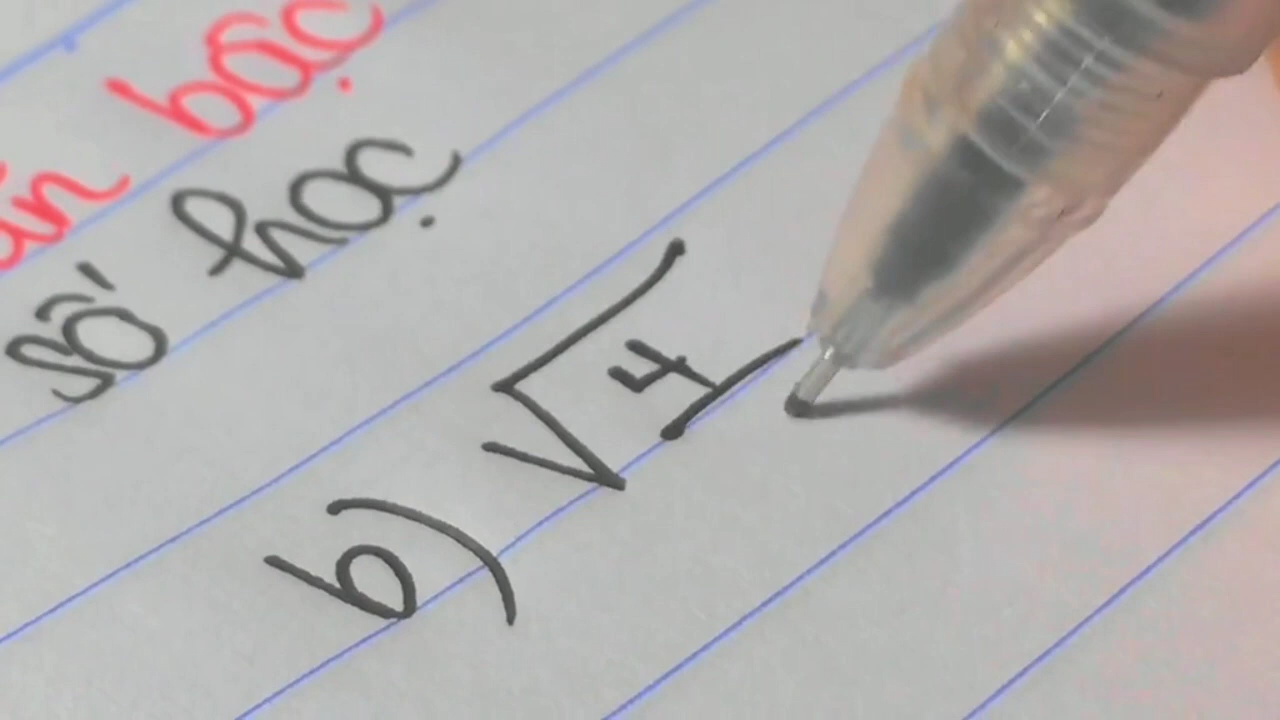 bậc
số học
b) √4